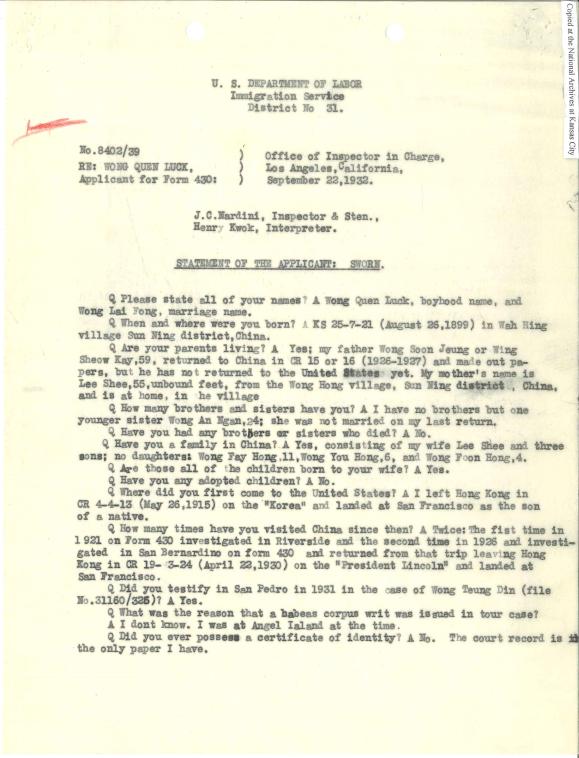 Copied at the National Archives at Kansas City
U. S. DEPARTMENT OF LABOR
Immigration Service
District No 31.
No.8402/39 )
RE: WONG QUEN LUCK, ) Office of Inspector in Charge,
Applicant for Form 430: ) Los Angeles,California,
September 22,1932.
J.C.Nardini, Inspector & Sten.,
Henry Kwok, Interpreter.
STATEMENT OF THE APPLICANT: SWORN.
Q Please state all of your names? A Wong Quen Luck, boyhood name, and
Wong Lai Fong, marriage name.
Q When and where were you born? A KS 25-7-21 (August 26,1899) in Wah Hing
village Sun Ning district,China.
Q Are your parents living? A Yes; my father Wong Soon Jeung or Wing
Sheow Kay,59, returned to China in CR 15 or 16 (1926-1927) and made out pa-
pers, but he has not returned to the United States yet. My mother's name is
Lee Shee,55,unbound feet, from the Wong Hong village, Sun Ning district , China,
and is at home, in he village
Q How many brothers and sisters have you? A I have no brothers but one
younger sister Wong An Ngan,24; she was not married on my last return.
Q Have you had any brothers or sisters who died? A No.
Q Have you a family in China? A Yes, consisting of my wife Lee Shee and three
sons; no daughters: Wong Fay Hong,11,Wong You Hong,6, and Wong Foon Hong,4.
Q Are those all of the children born to your wife? A Yes.
Q Have you any adopted children? A No.
Q Where did you first come to the United States? A I left Hong Kong in
CR 4-4-13 (May 26,1915) on the "Korea" and landed at San Francisco as the son
of a native.
Q How many times have you visited China since then? A Twice: The fist time in
1 921 on Form 430 investigated in Riverside and the second time in 1926 and investi-
gated in San Bernardino on form 430 and returned from that trip leaving Hong
Kong in CR 19- 3-24 (April 22,1930) on the "President Lincoln" and landed at
San Francisco.
Q Did you testify in San Pedro in 1931 in the case of Wong Teung Din (file
No.31160/325)? A Yes.
Q What was the reason that a habeas corpus writ was issued in tour case?
A I dont know. I was at Angel Ialand at the time.
Q Did you ever possess a certificate of identity? A No. The court record is
the only paper I have.